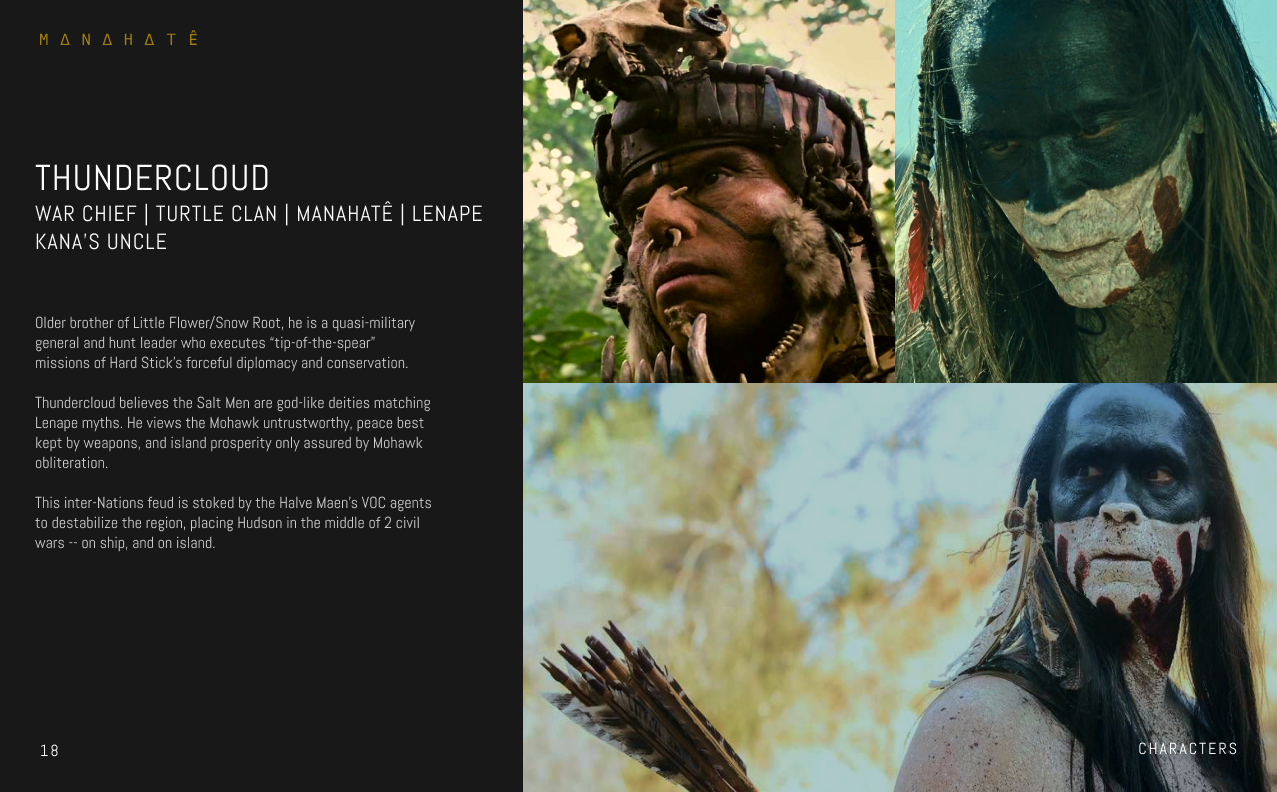 MΔNΔHΔTÊ
THUNDERCLOUD
WAR CHIEF | TURTLE CLAN | MANAHATÊ | LENAPE
KANA'S UNCLE
Older brother of Little Flower/Snow Root, he is a quasi-military
general and hunt leader who executes “tip-of-the-spear”
missions of Hard Stick's forceful diplomacy and conservation.
Thundercloud believes the Salt Men are god-like deities matching
Lenape myths. He views the Mohawk untrustworthy, peace best
kept by weapons, and island prosperity only assured by Mohawk
obliteration.
This inter-Nations feud is stoked by the Halve Maen's VOC agents
to destabilize the region, placing Hudson in the middle of 2 civil
wars -- on ship, and on island.
18
CHARACTERS